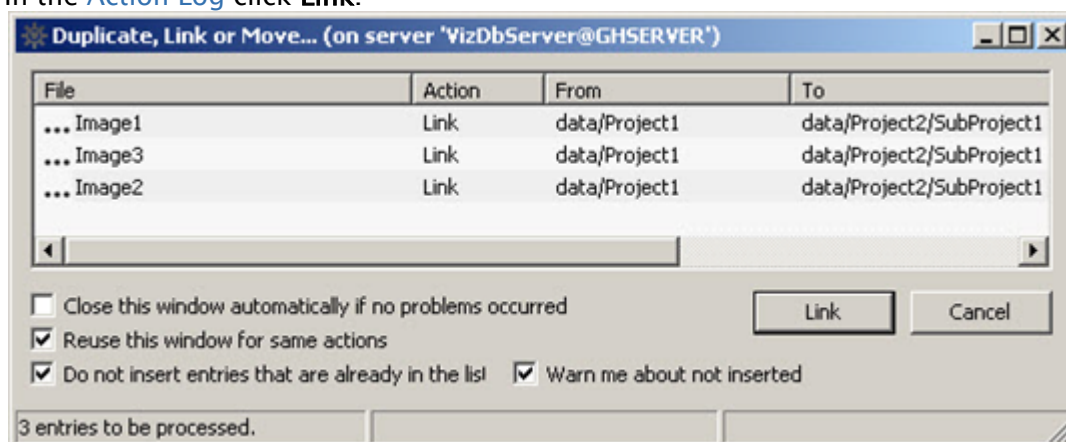 in the Action Log click Link.
Duplicate, Link or Move... (on server 'VizDbServer@GHSERVER')
File Action From To
... Image1 Link data/Project1 data/Project2/SubProject1
... Image3 Link data/Project1 data/Project2/SubProject1
... Image2 Link data/Project1 data/Project2/SubProject1
Close this window automatically if no problems occurred Link Cancel
Reuse this window for same actions
Do not insert entries that are already in the list Warn me about not inserted
3 entries to be processed.